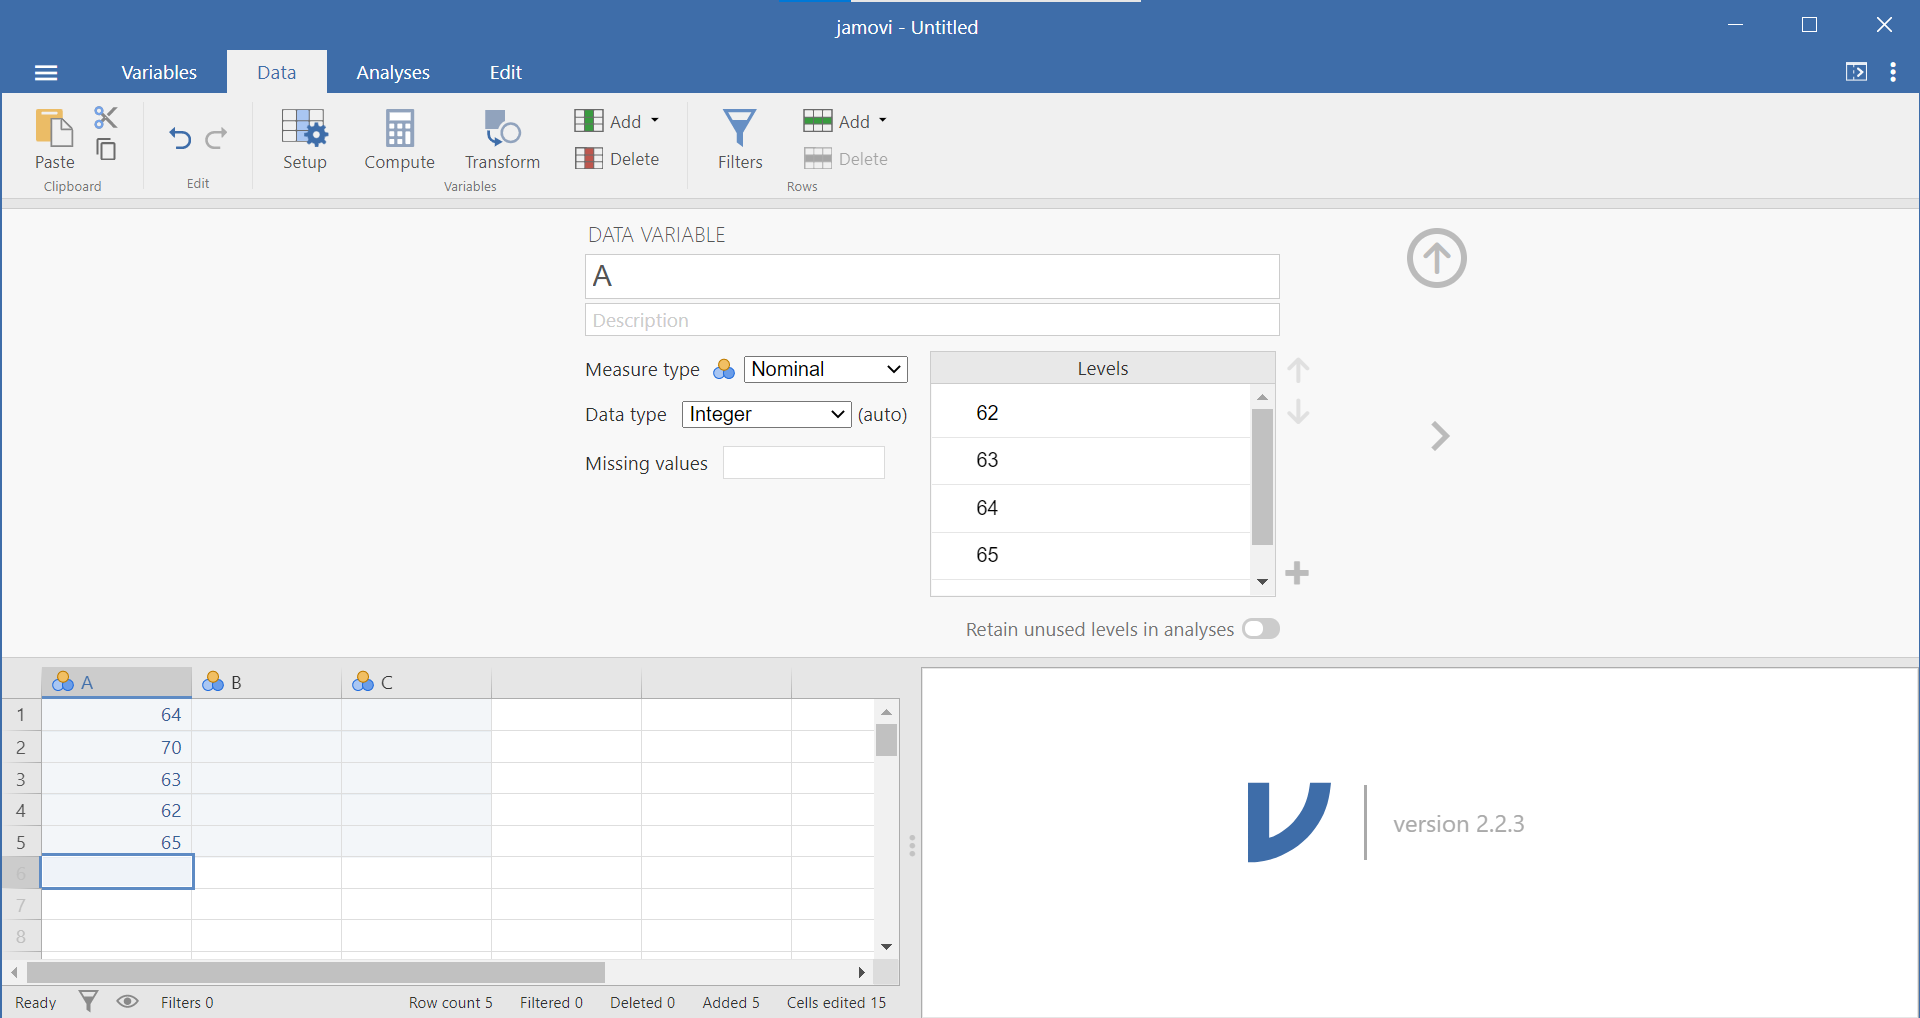 jamovi - Untitled
Variables Data Analyses Edit
Paste
Clipboard
Edit
Setup
Compute
Transform
Add
Delete
Variables
Filters
Add
Delete
Rows
DATA VARIABLE
A
Description
Measure type Nominal
Data type Integer (auto)
Missing values
Levels
62
63
64
65
Retain unused levels in analyses
A B C
1 64
2 70
3 63
4 62
5 65
6
7
8
version 2.2.3
Ready Filters 0 Row count 5 Filtered 0 Deleted 0 Added 5 Cells edited 15